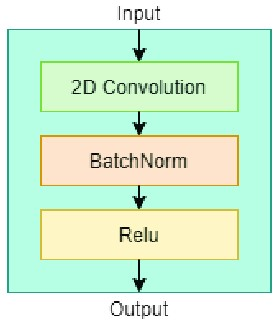 Input
2D Convolution
BatchNorm
Relu
Output